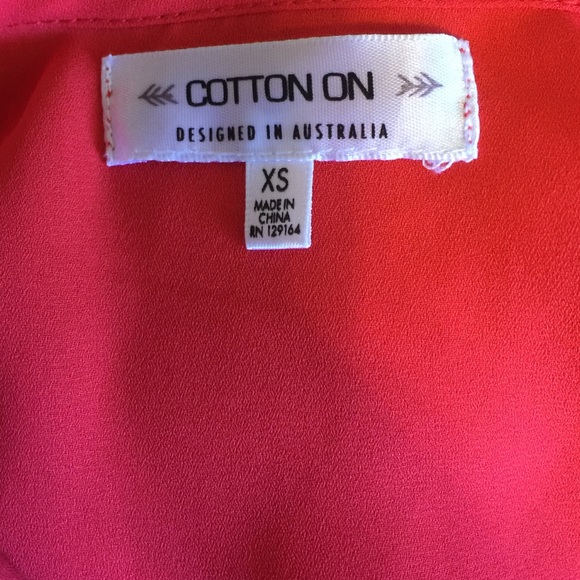 COTTON ON
DESIGNED IN AUSTRALIA
XS
MADE IN
CHINA
RN 129164